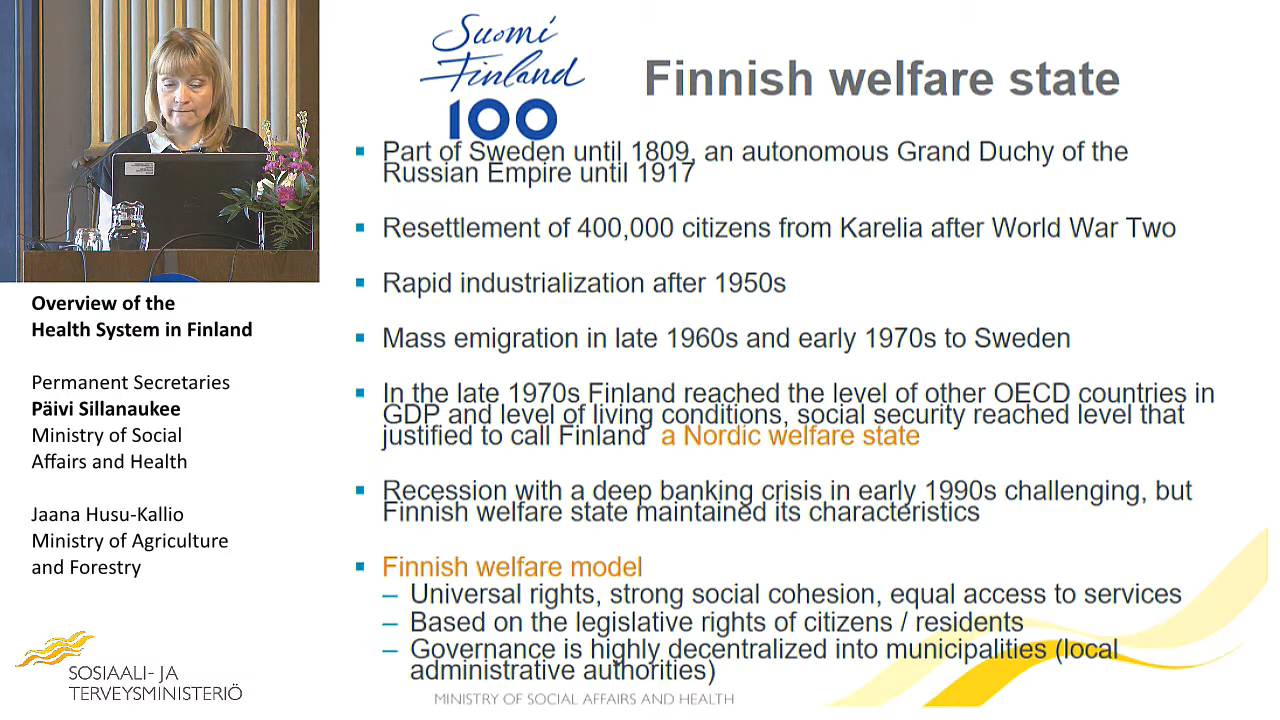 Suomi
Finland
100
Finnish welfare state
Part of Sweden until 1809, an autonomous Grand Duchy of the
Russian Empire until 1917
Resettlement of 400,000 citizens from Karelia after World War Two
Rapid industrialization after 1950s
Mass emigration in late 1960s and early 1970s to Sweden
In the late 1970s Finland reached the level of other OECD countries in
GDP and level of living conditions, social security reached level that
justified to call Finland a Nordic welfare state
Recession with a deep banking crisis in early 1990s challenging, but
Finnish welfare state maintained its characteristics
Finnish welfare model
– Universal rights, strong social cohesion, equal access to services
– Based on the legislative rights of citizens / residents
– Governance is highly decentralized into municipalities (local
administrative authorities)
MINISTRY OF SOCIAL AFFAIRS AND HEALTH
Overview of the
Health System in Finland
Permanent Secretaries
Päivi Sillanaukee
Ministry of Social
Affairs and Health
Jaana Husu-Kallio
Ministry of Agriculture
and Forestry
SOSIAALI- JA
TERVEYSMINISTERIÖ